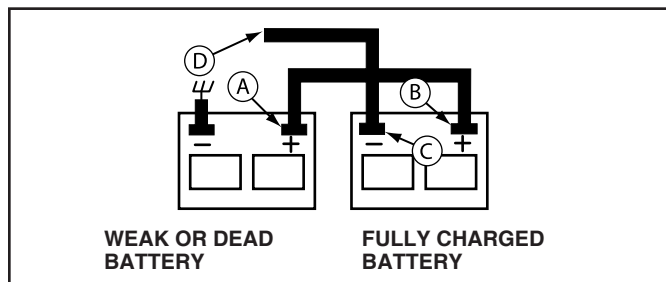 D
A
B
C
− + − +
WEAK OR DEAD
BATTERY
FULLY CHARGED
BATTERY